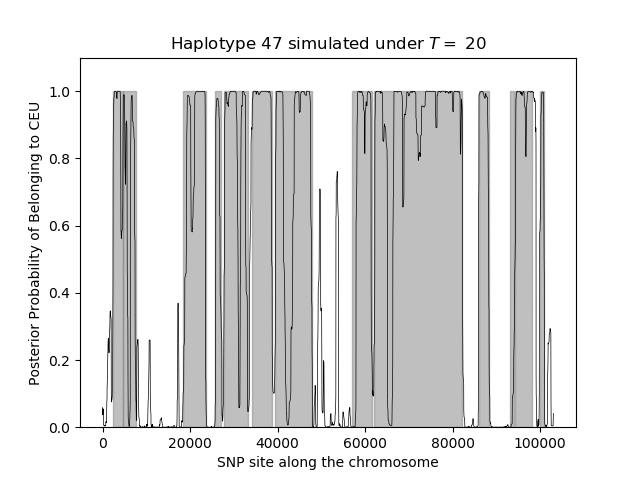 Haplotype 47 simulated under T = 20
Posterior Probability of Belonging to CEU
1.0
0.8
0.6
0.4
0.2
0.0
0 20000 40000 60000 80000 100000
SNP site along the chromosome